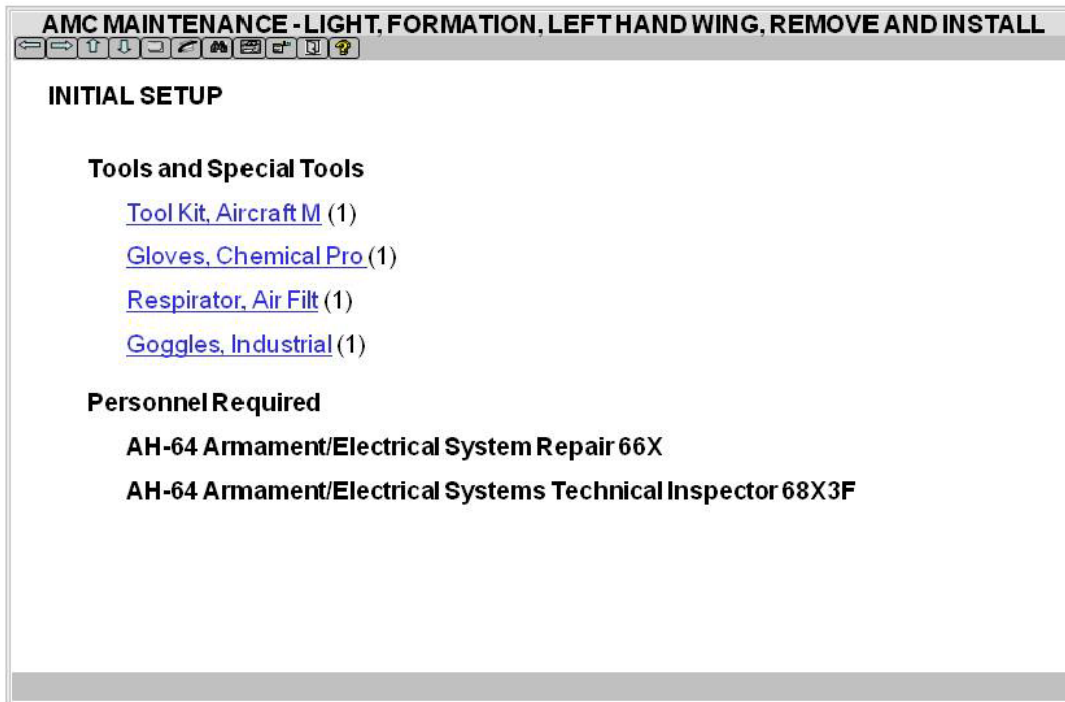 AMC MAINTENANCE - LIGHT, FORMATION, LEFT HAND WING, REMOVE AND INSTALL
INITIAL SETUP
Tools and Special Tools
Tool Kit, Aircraft M (1)
Gloves, Chemical Pro (1)
Respirator, Air Filt (1)
Goggles, Industrial (1)
Personnel Required
AH-64 Armament/Electrical System Repair 66X
AH-64 Armament/Electrical Systems Technical Inspector 68X3F